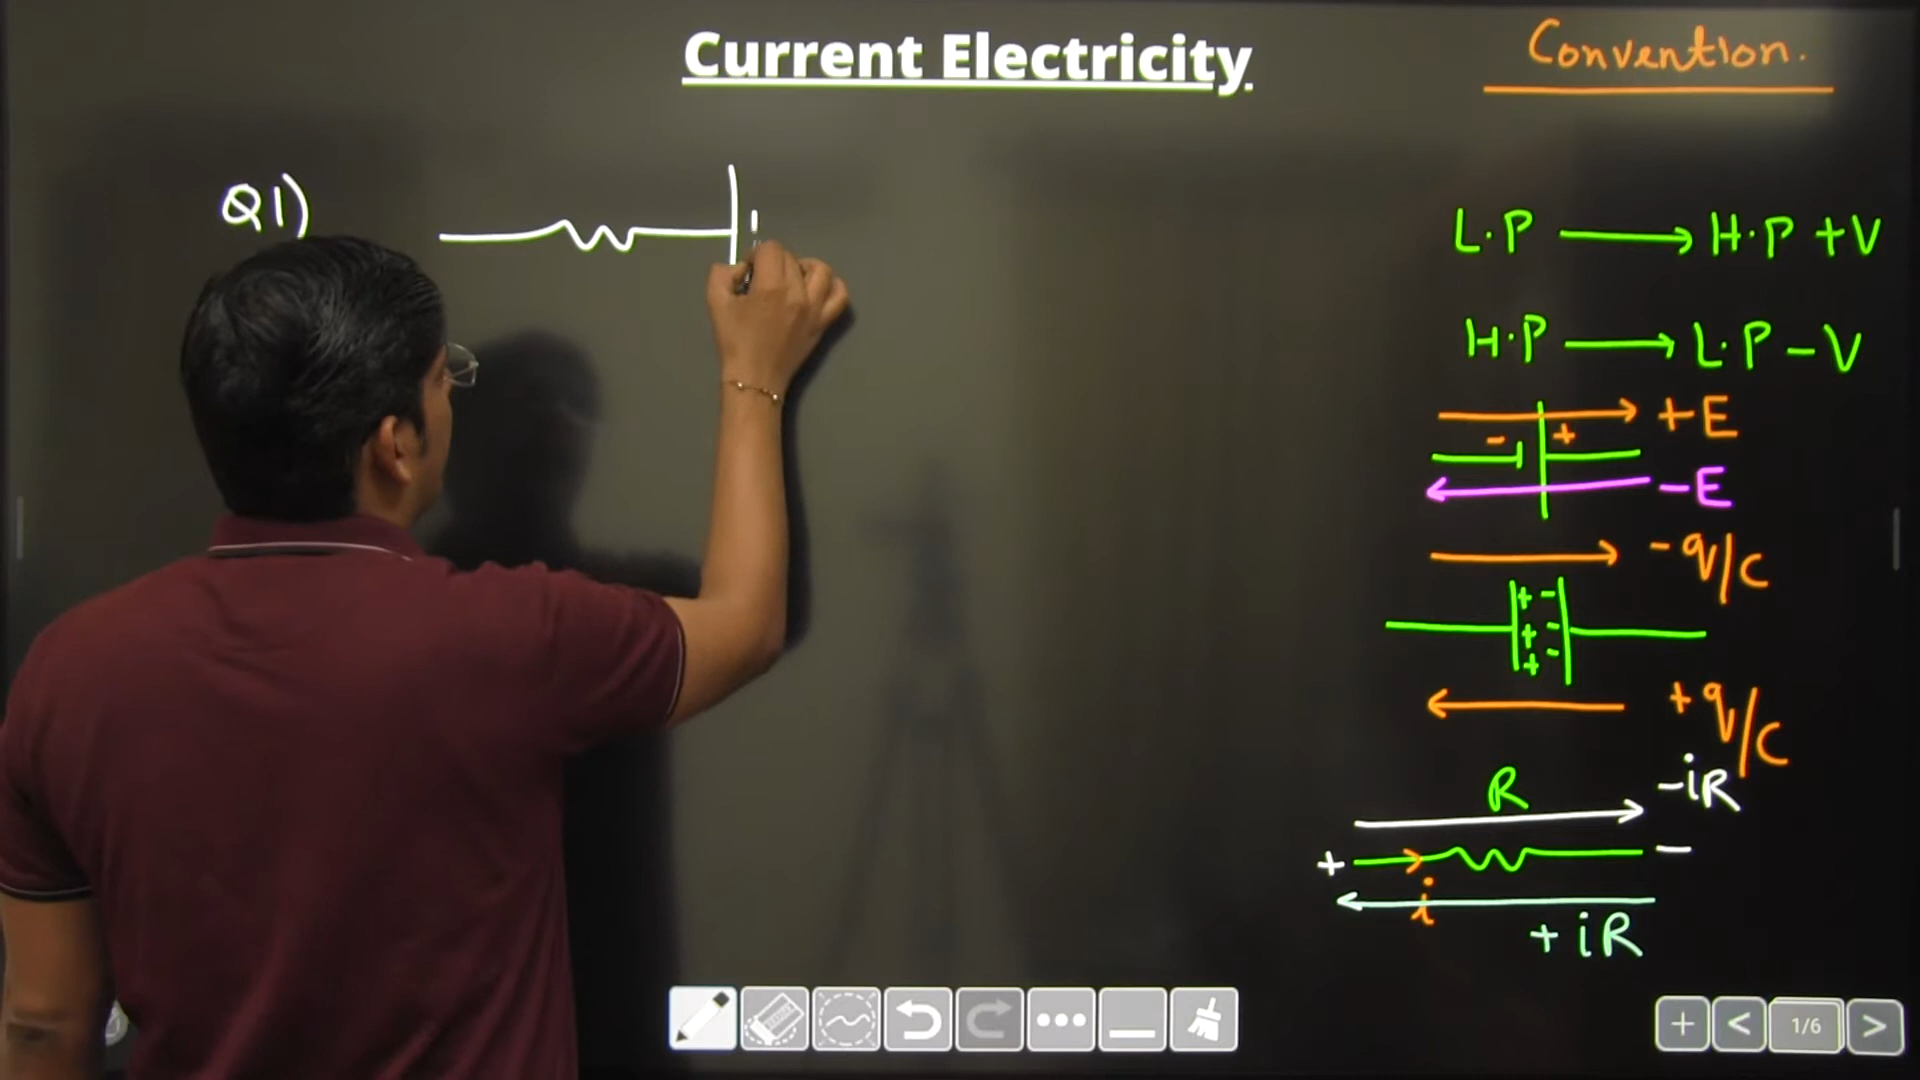 Current Electricity
Convention.
Q1)
L.P → H.P +V
H.P → L.P - V
+E
- +
-E
- q/c
+ -
+ -
+ -
+ q/c
-iR
R
+ -
i
+ iR
1/6